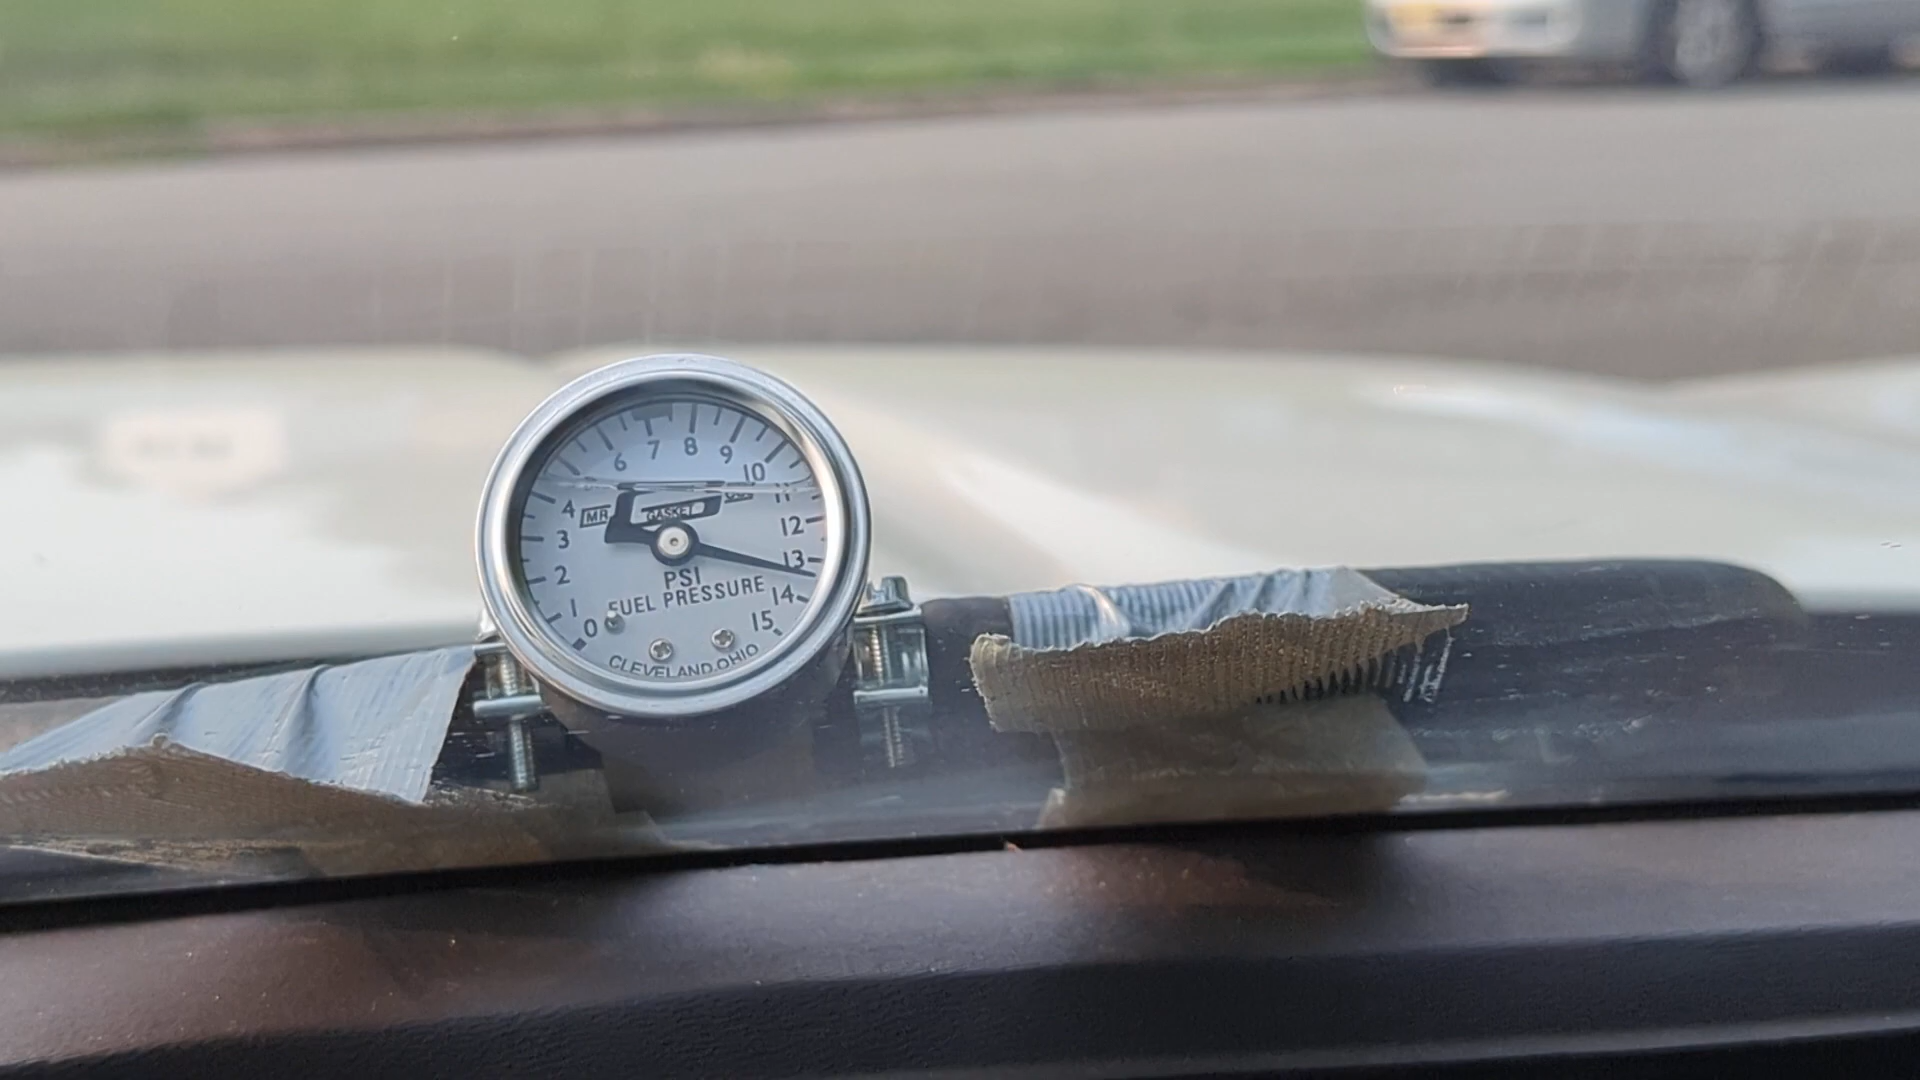 6 7 8 9 10
4 11
3 12
2 13
1 14
0 15
MR. GASKET
PSI
FUEL PRESSURE
CLEVELAND.OHIO